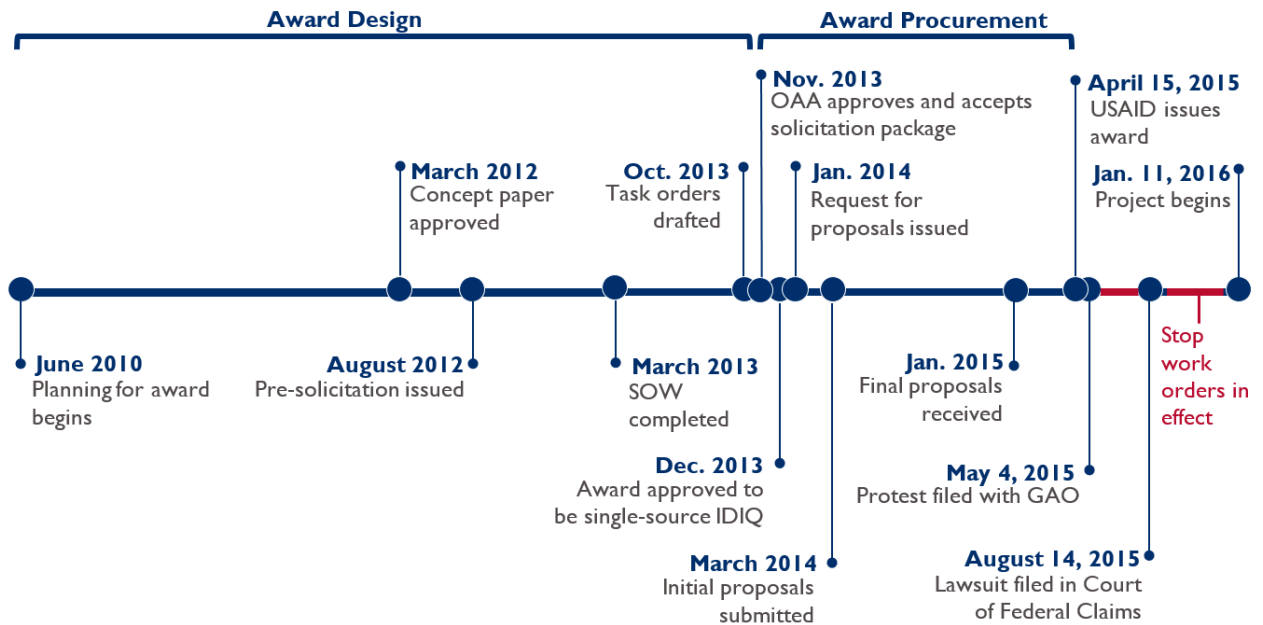 Award Design
Award Procurement
June 2010
Planning for award
begins
March 2012
Concept paper
approved
August 2012
Pre-solicitation issued
March 2013
SOW
completed
Oct. 2013
Task orders
drafted
Nov. 2013
OAA approves and accepts
solicitation package
Dec. 2013
Award approved to
be single-source IDIQ
Jan. 2014
Request for
proposals issued
March 2014
Initial proposals
submitted
Jan. 2015
Final proposals
received
April 15, 2015
USAID issues
award
May 4, 2015
Protest filed with GAO
August 14, 2015
Lawsuit filed in Court
of Federal Claims
Stop
work
orders in
effect
Jan. 11, 2016
Project begins